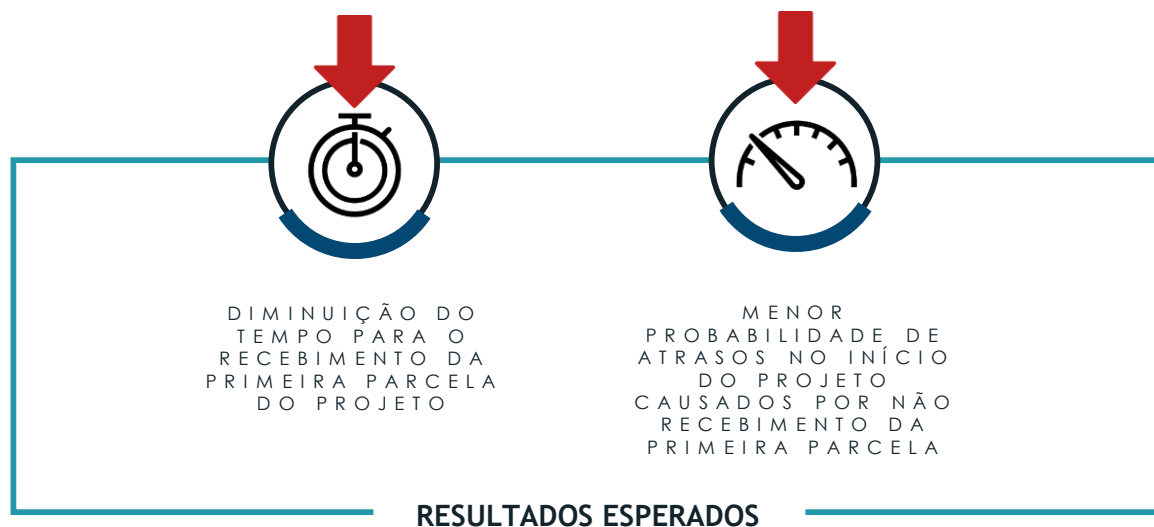 DIMINUIÇÃO DO
TEMPO PARA O
RECEBIMENTO DA
PRIMEIRA PARCELA
DO PROJETO
MENOR
PROBABILIDADE DE
ATRASOS NO INÍCIO
DO PROJETO
CAUSADOS POR NÃO
RECEBIMENTO DA
PRIMEIRA PARCELA
RESULTADOS ESPERADOS